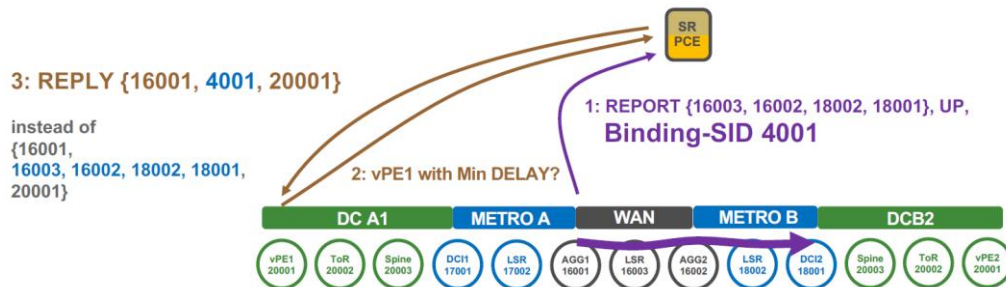 SR
PCE
3: REPLY {16001, 4001, 20001}
1: REPORT {16003, 16002, 18002, 18001}, UP,
Binding-SID 4001
instead of
{16001,
16003, 16002, 18002, 18001,
20001}
2: vPE1 with Min DELAY?
DC A1 METRO A WAN METRO B DCB2
vPE1 ToR Spine DCI1 LSR AGG1 LSR AGG2 LSR DCI2 Spine ToR vPE2
20001 20002 20003 17001 17002 16001 16003 16002 18002 18001 20003 20002 20001